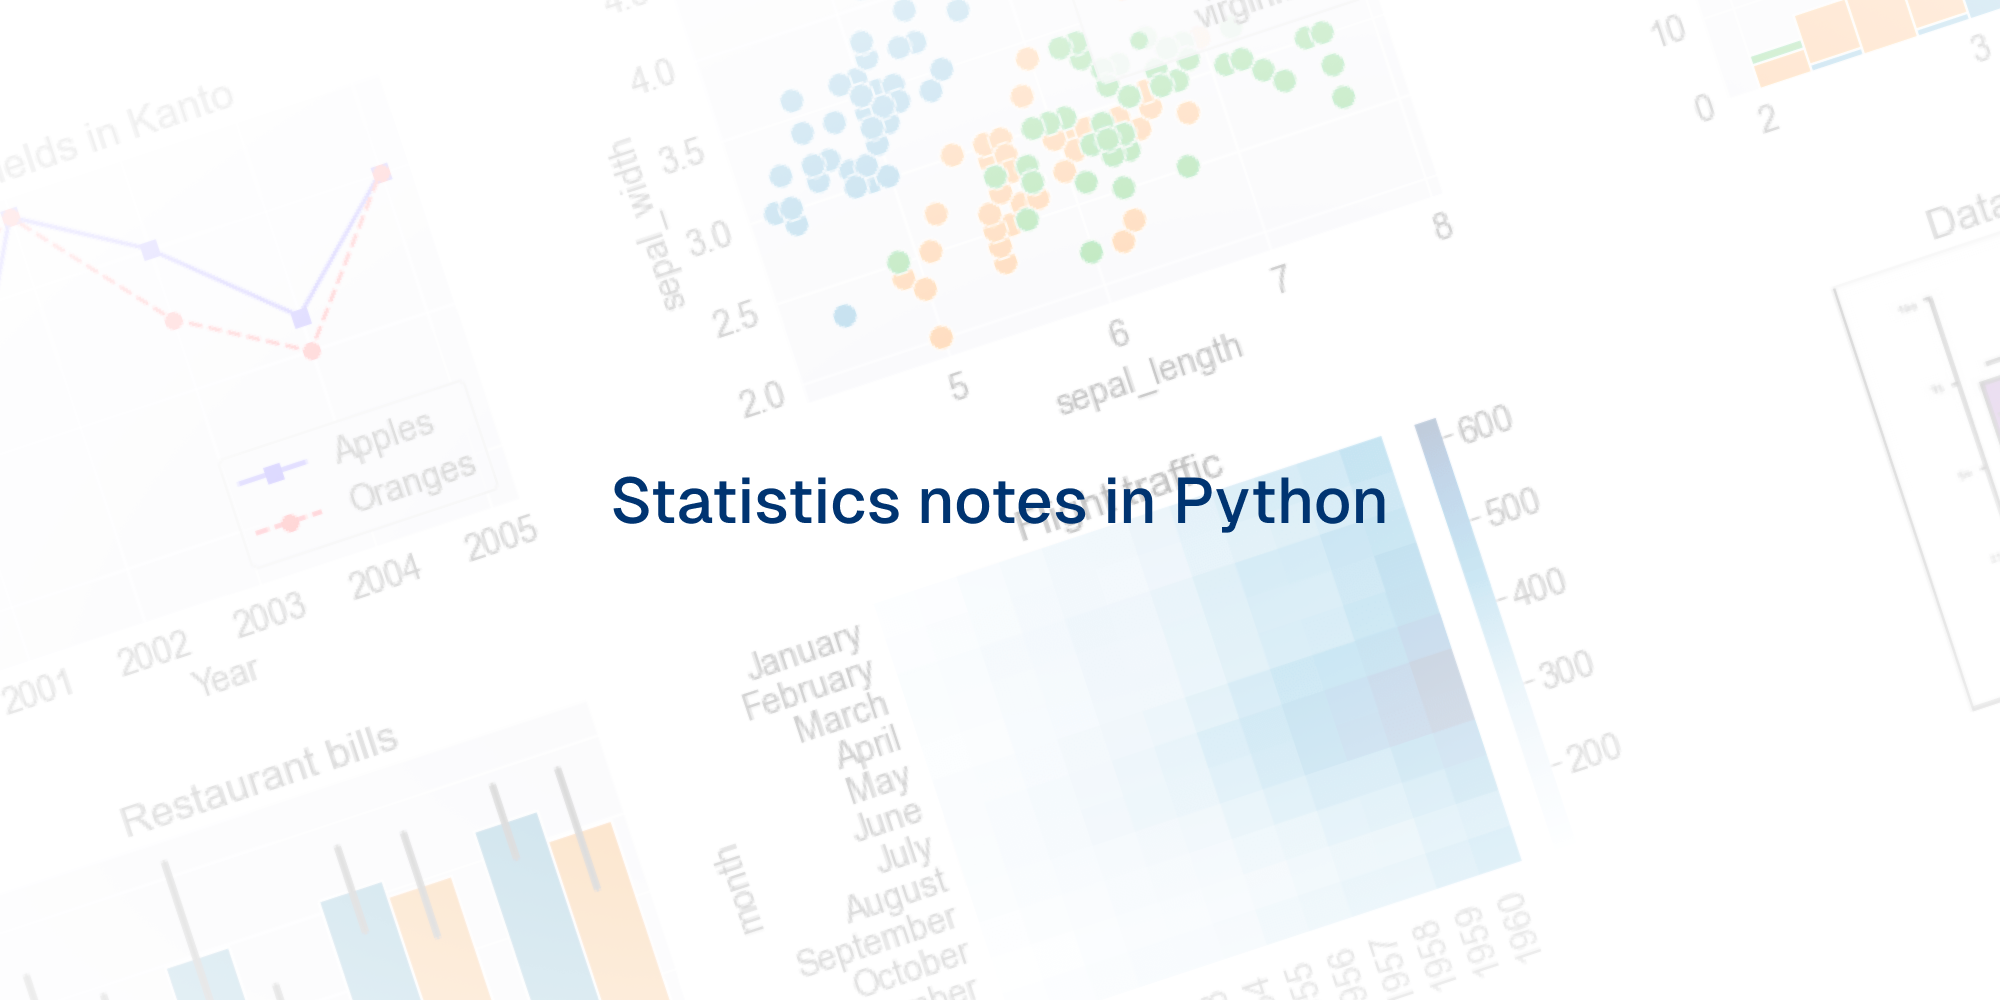 Statistics notes in Python
elds in Kanto
Apples
Oranges
2001
2002
2003
2004
2005
Year
4.0
3.5
3.0
2.5
2.0
sepal_width
5
6
7
8
sepal_length
10
0
2
3
Data
Flight traffic
600
500
400
300
200
January
February
March
April
May
June
July
August
September
October
month
1956
1957
1958
1959
1960
Restaurant bills